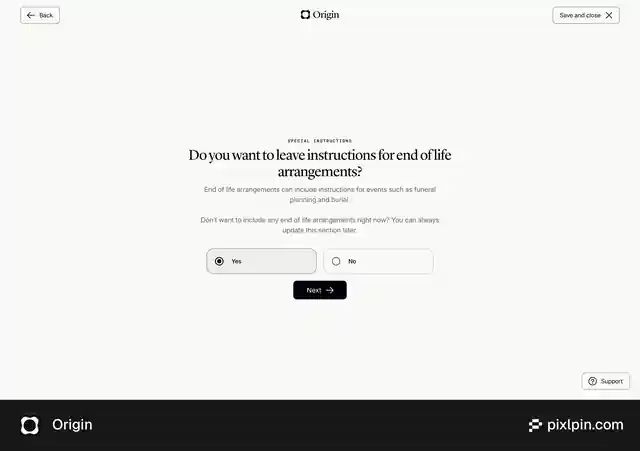 Back
Origin
Save and close
SPECIAL INSTRUCTIONS
Do you want to leave instructions for end of life
arrangements?
End of life arrangements can include instructions for events such as funeral
planning and burial.
Don't want to include any end of life arrangements right now? You can always
update this section later.
Yes
No
Next
Support
Origin
pixlpin.com